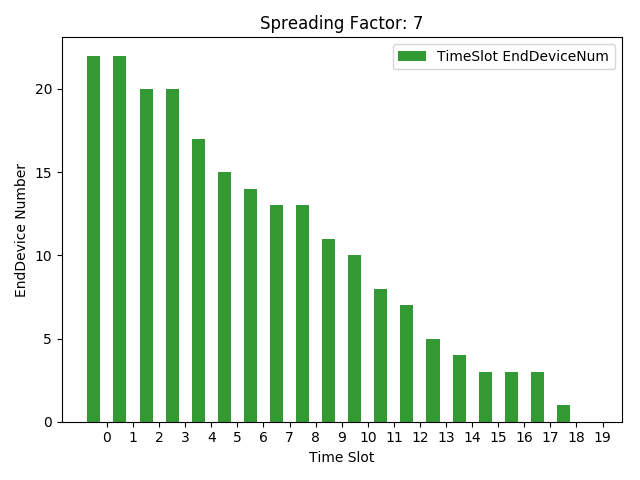 Spreading Factor: 7
TimeSlot EndDeviceNum
EndDevice Number
20
15
10
5
0
0 1 2 3 4 5 6 7 8 9 10 11 12 13 14 15 16 17 18 19
Time Slot